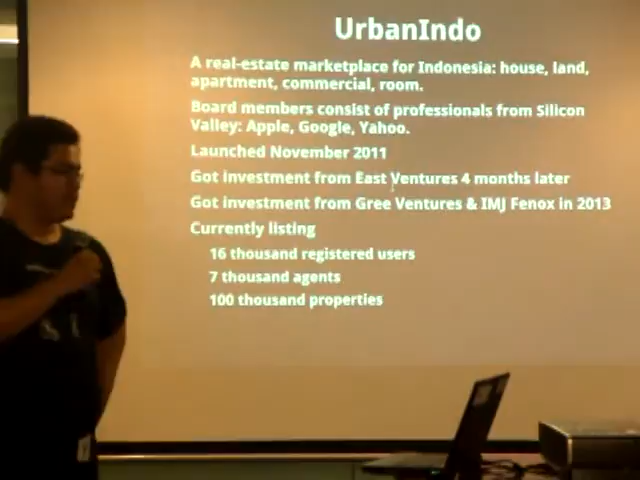 UrbanIndo
A real-estate marketplace for Indonesia: house, land,
apartment, commercial, room.
Board members consist of professionals from Silicon
Valley: Apple, Google, Yahoo.
Launched November 2011
Got investment from East Ventures 4 months later
Got investment from Gree Ventures & IMJ Fenox in 2013
Currently listing
16 thousand registered users
7 thousand agents
100 thousand properties